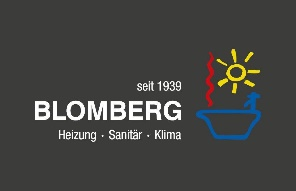 seit 1939
BLOMBERG
Heizung · Sanitär · Klima